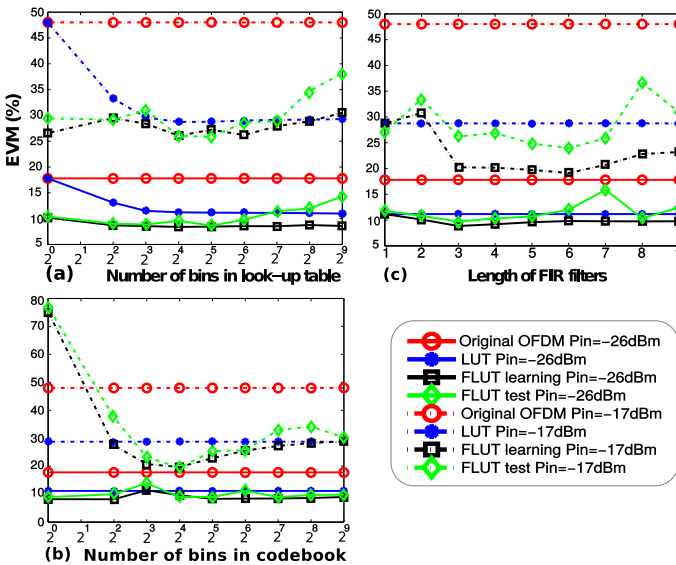 50
45
40
35
30
25
20
15
10
5
EVM (%)
2^0 2^1 2^2 2^3 2^4 2^5 2^6 2^7 2^8 2^9
(a) Number of bins in look-up table
50
45
40
35
30
25
20
15
10
5
1 2 3 4 5 6 7 8
(c) Length of FIR filters
80
70
60
50
40
30
20
10
0
2^0 2^1 2^2 2^3 2^4 2^5 2^6 2^7 2^8 2^9
(b) Number of bins in codebook
Original OFDM Pin=-26dBm
LUT Pin=-26dBm
FLUT learning Pin=-26dBm
FLUT test Pin=-26dBm
Original OFDM Pin=-17dBm
LUT Pin=-17dBm
FLUT learning Pin=-17dBm
FLUT test Pin=-17dBm